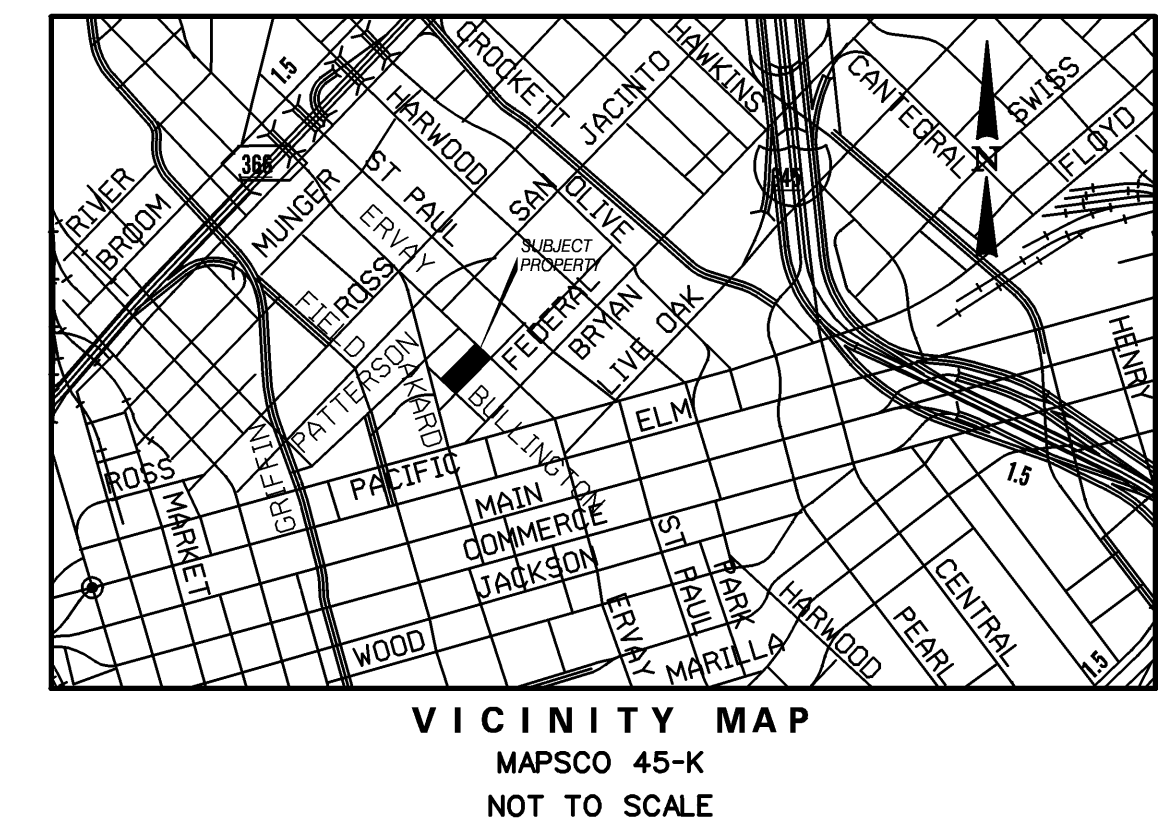 CROCKETT
HAWKINS
JACINTO
CANTEGRAL
SWISS
FLOYD
1.5
HARWOOD
366
N
RIVER
BROOM
MUNGER
ST PAUL
ERVAY
SAN
OLIVE
SUBJECT
PROPERTY
FIELD
ROSS
FEDERAL
BRYAN
LIVE OAK
HENRY
PATTERSON
AKARD
BULLINGTON
ELM
GRIFFIN
ROSS
MARKET
PACIFIC
MAIN
COMMERCE
JACKSON
1.5
ST PAUL
PARK
CENTRAL
WOOD
ERVAY
MARILLA
HARWOOD
PEARL
1.5
VICINITY MAP
MAPSCO 45-K
NOT TO SCALE